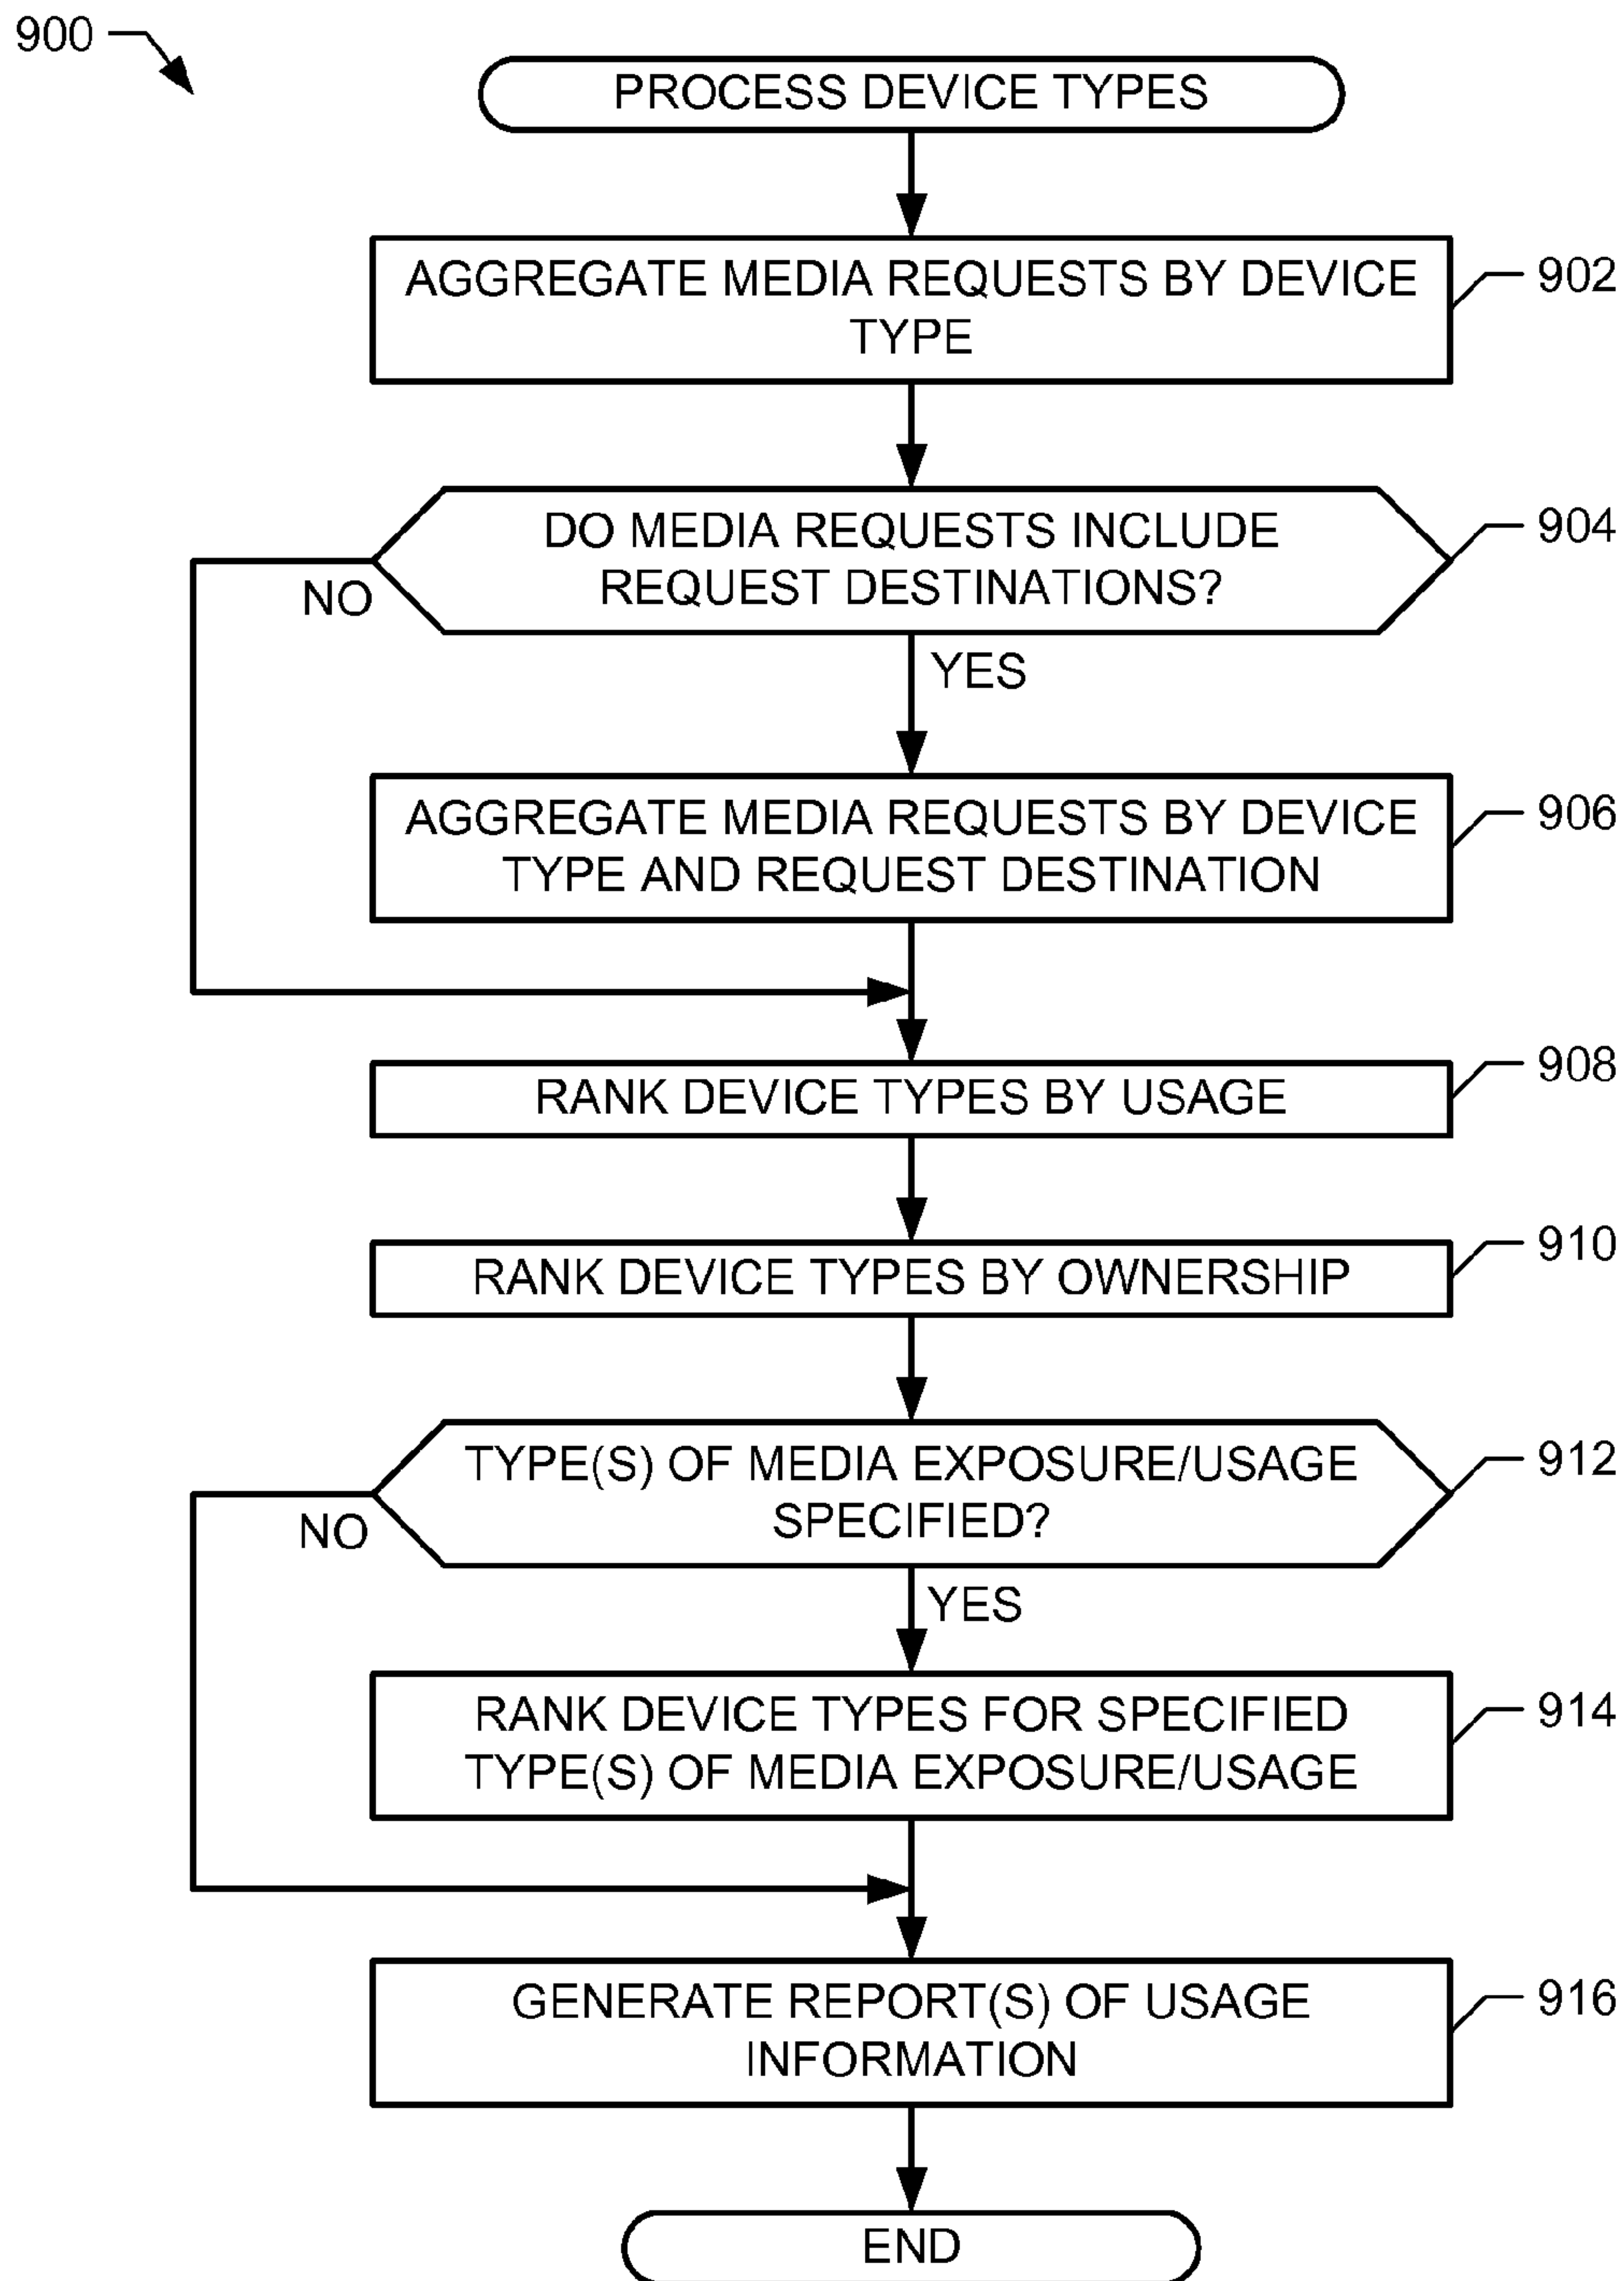 900
PROCESS DEVICE TYPES
AGGREGATE MEDIA REQUESTS BY DEVICE
TYPE
902
DO MEDIA REQUESTS INCLUDE
REQUEST DESTINATIONS?
904
NO
YES
AGGREGATE MEDIA REQUESTS BY DEVICE
TYPE AND REQUEST DESTINATION
906
RANK DEVICE TYPES BY USAGE
908
RANK DEVICE TYPES BY OWNERSHIP
910
TYPE(S) OF MEDIA EXPOSURE/USAGE
SPECIFIED?
912
NO
YES
RANK DEVICE TYPES FOR SPECIFIED
TYPE(S) OF MEDIA EXPOSURE/USAGE
914
GENERATE REPORT(S) OF USAGE
INFORMATION
916
END